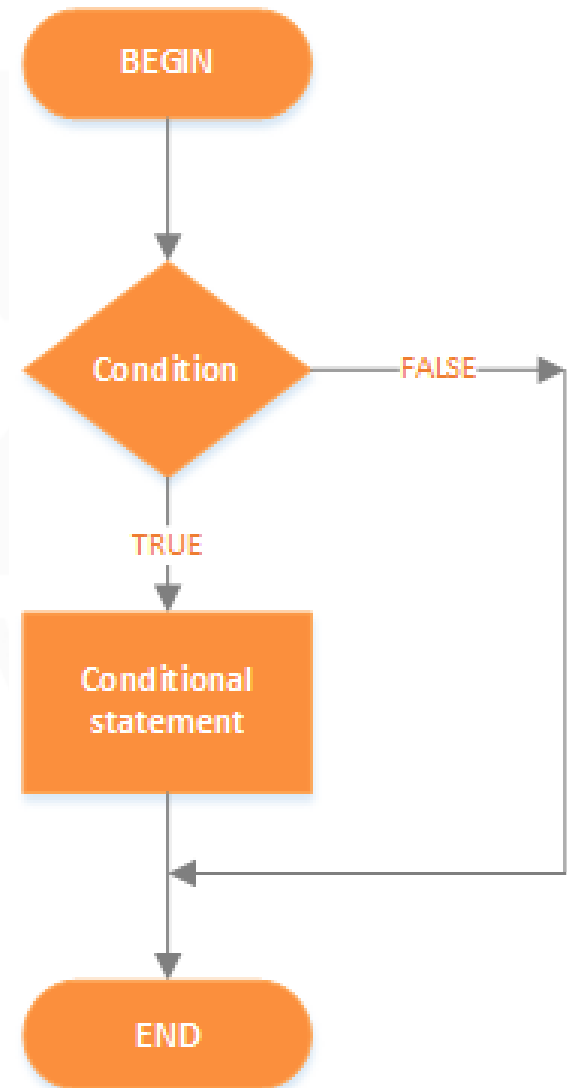 BEGIN
Condition
FALSE
TRUE
Conditional
statement
END